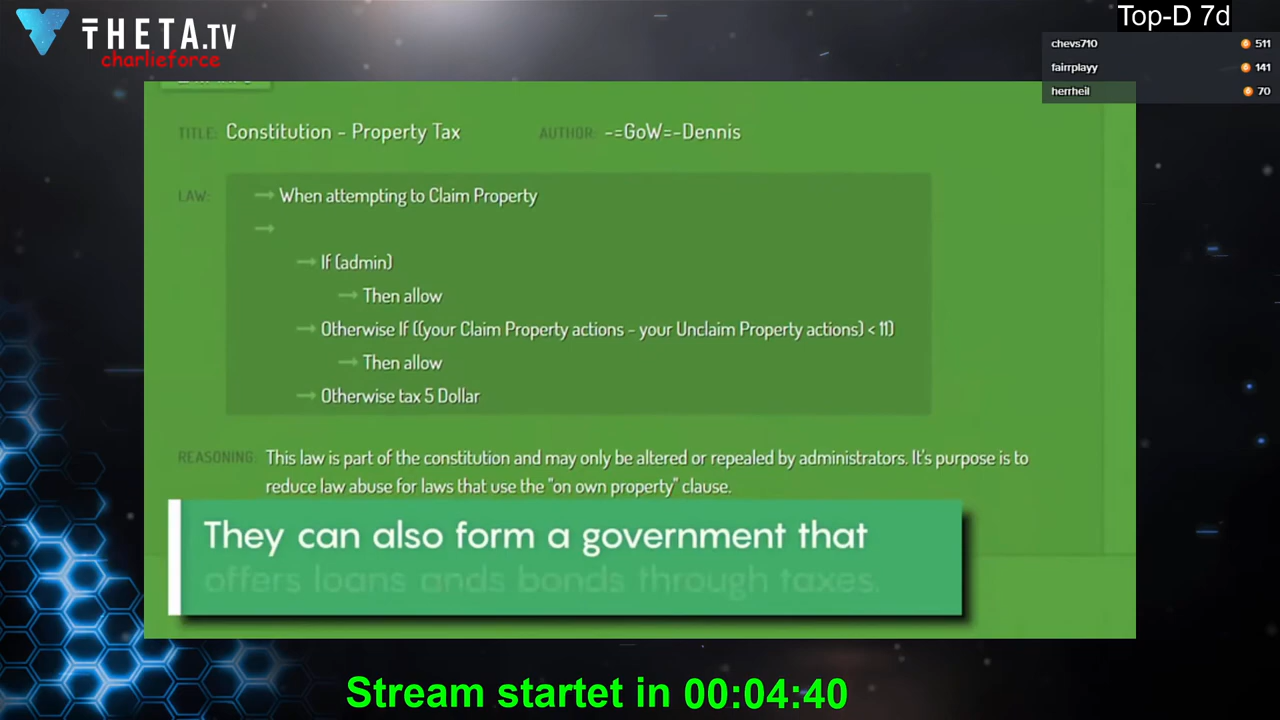 THETA.TV
charlieforce
Top-D 7d
chevs710 511
fairrplayy 141
herrheil 70
TITLE: Constitution - Property Tax AUTHOR: -=GoW=-Dennis
LAW: When attempting to Claim Property
If (admin)
Then allow
Otherwise If ((your Claim Property actions - your Unclaim Property actions) < 11)
Then allow
Otherwise tax 5 Dollar
REASONING: This law is part of the constitution and may only be altered or repealed by administrators. It's purpose is to
reduce law abuse for laws that use the "on own property" clause.
They can also form a government that
offers loans ands bonds through taxes.
Stream startet in 00:04:40